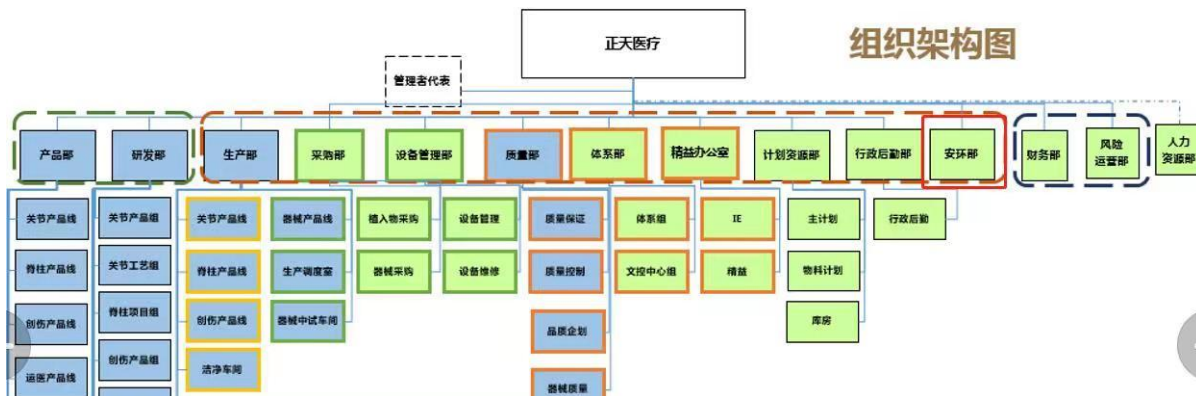 正天医疗
组织架构图
管理者代表
产品部
研发部
生产部
采购部
设备管理部
质量部
体系部
精益办公室
计划资源部
行政后勤部
安环部
财务部
风险
运营部
人力
资源部
关节产品线
关节产品组
关节产品线
器械产品线
植入物采购
设备管理
质量保证
体系组
IE
主计划
行政后勤
脊柱产品线
关节工艺组
脊柱产品线
生产调度室
器械采购
设备维修
质量控制
文控中心组
精益
物料计划
创伤产品线
脊柱项目组
创伤产品线
器械中试车间
品质企划
库房
运医产品线
创伤产品组
洁净车间
器械质量